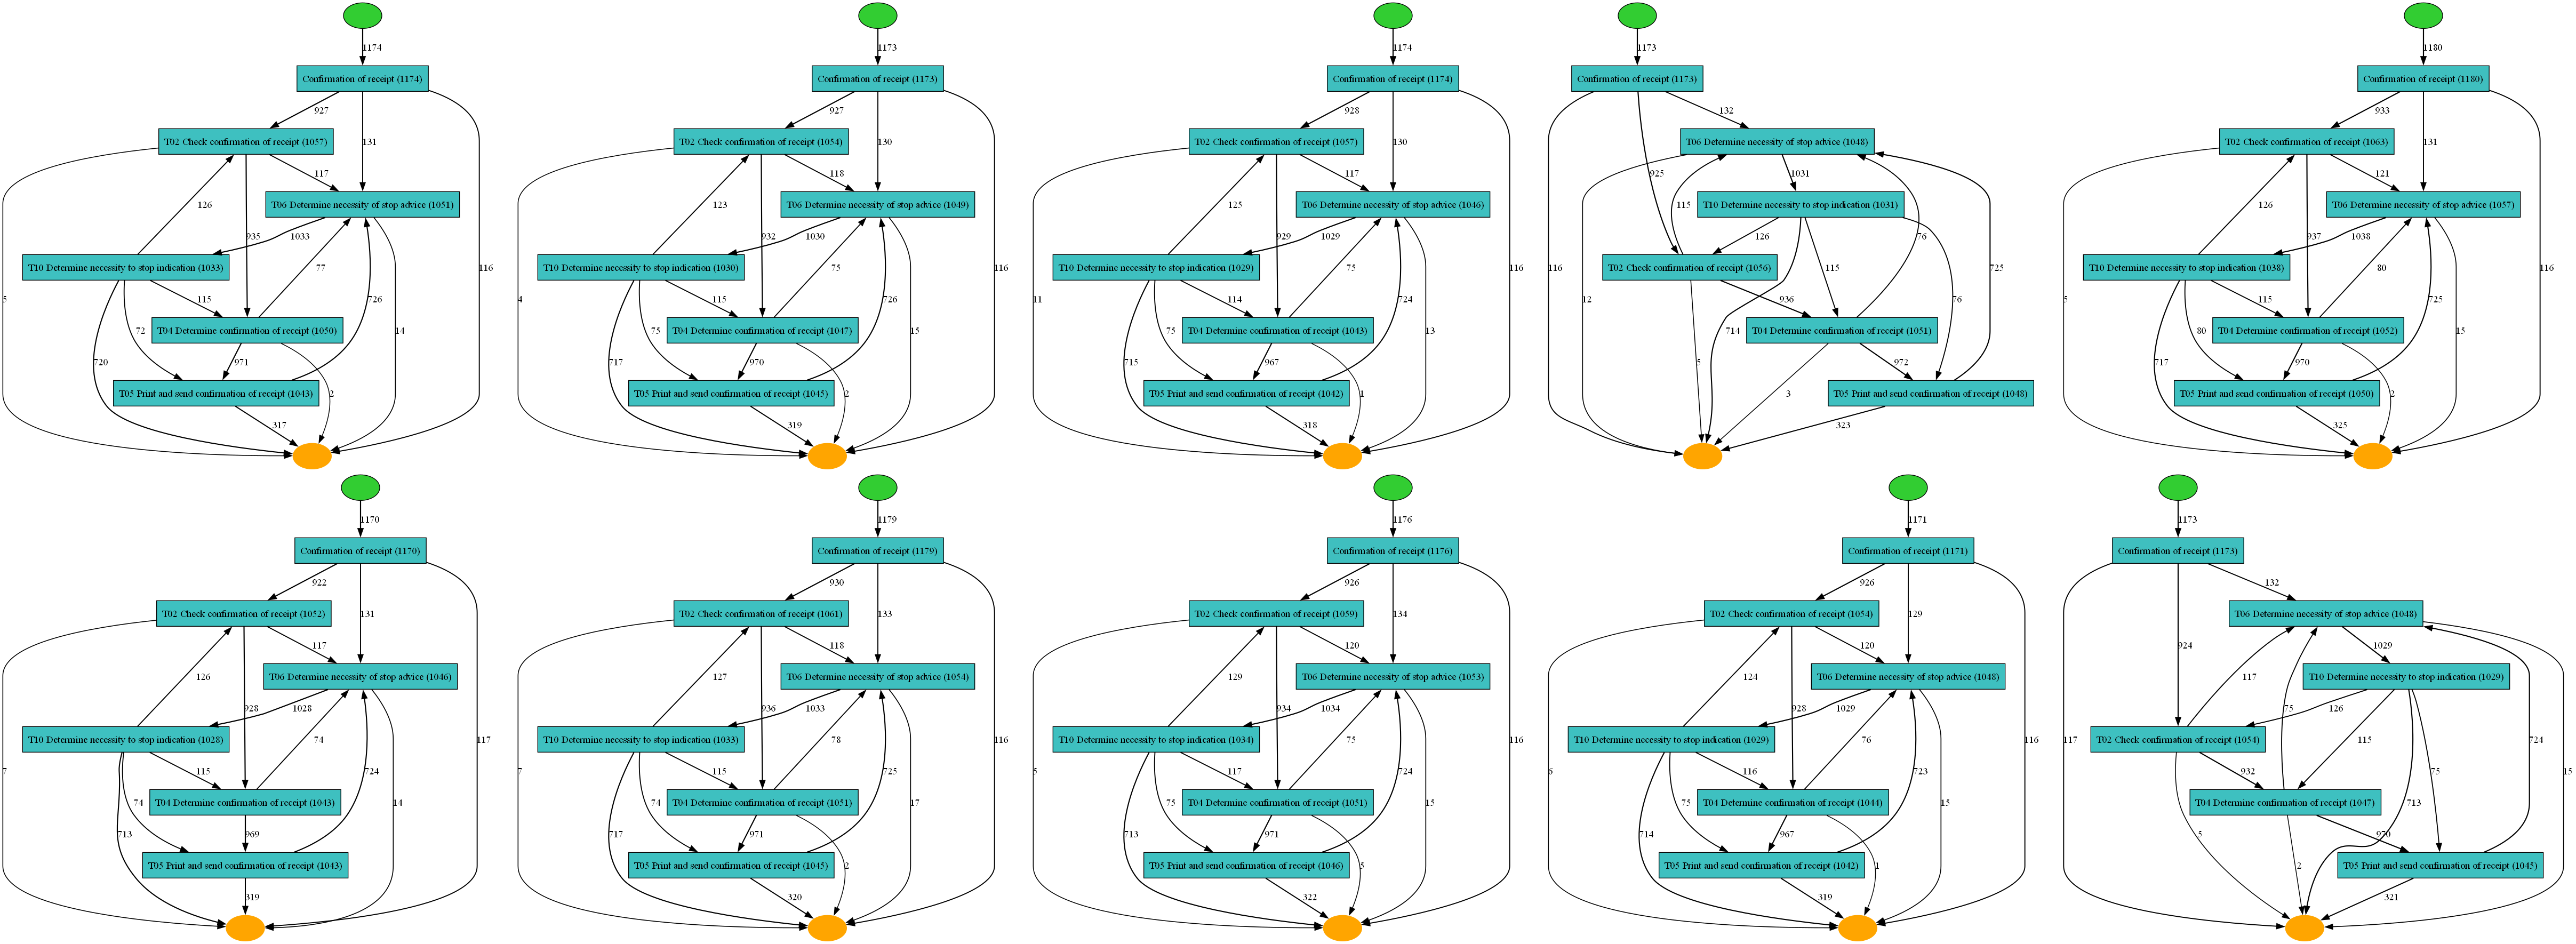 1174
Confirmation of receipt (1174)
927
T02 Check confirmation of receipt (1057)
131
117
T06 Determine necessity of stop advice (1051)
126
935
1033
116
5
T10 Determine necessity to stop indication (1033)
77
115
726
T04 Determine confirmation of receipt (1050)
72
14
720
971
T05 Print and send confirmation of receipt (1043)
2
317
1173
Confirmation of receipt (1173)
927
T02 Check confirmation of receipt (1054)
130
118
T06 Determine necessity of stop advice (1049)
123
932
1030
116
4
T10 Determine necessity to stop indication (1030)
75
115
726
T04 Determine confirmation of receipt (1047)
75
15
717
970
T05 Print and send confirmation of receipt (1045)
2
319
1174
Confirmation of receipt (1174)
928
T02 Check confirmation of receipt (1057)
130
117
T06 Determine necessity of stop advice (1046)
125
929
1029
116
11
T10 Determine necessity to stop indication (1029)
75
114
724
T04 Determine confirmation of receipt (1043)
75
13
715
967
T05 Print and send confirmation of receipt (1042)
1
318
1173
Confirmation of receipt (1173)
132
T06 Determine necessity of stop advice (1048)
925
1031
115
T10 Determine necessity to stop indication (1031)
126
76
116
T02 Check confirmation of receipt (1056)
115
725
12
936
76
714
T04 Determine confirmation of receipt (1051)
5
972
3
T05 Print and send confirmation of receipt (1048)
323
1180
Confirmation of receipt (1180)
933
T02 Check confirmation of receipt (1063)
131
121
T06 Determine necessity of stop advice (1057)
126
937
1038
116
5
T10 Determine necessity to stop indication (1038)
80
115
725
T04 Determine confirmation of receipt (1052)
80
15
717
970
T05 Print and send confirmation of receipt (1050)
2
325
1170
Confirmation of receipt (1170)
922
T02 Check confirmation of receipt (1052)
131
117
T06 Determine necessity of stop advice (1046)
126
928
1028
117
7
T10 Determine necessity to stop indication (1028)
74
115
724
T04 Determine confirmation of receipt (1043)
74
14
713
969
T05 Print and send confirmation of receipt (1043)
319
1179
Confirmation of receipt (1179)
930
T02 Check confirmation of receipt (1061)
133
118
T06 Determine necessity of stop advice (1054)
127
936
1033
116
7
T10 Determine necessity to stop indication (1033)
78
115
725
T04 Determine confirmation of receipt (1051)
74
17
717
971
T05 Print and send confirmation of receipt (1045)
2
320
1176
Confirmation of receipt (1176)
926
T02 Check confirmation of receipt (1059)
134
120
T06 Determine necessity of stop advice (1053)
129
934
1034
116
5
T10 Determine necessity to stop indication (1034)
75
117
724
T04 Determine confirmation of receipt (1051)
75
15
713
971
T05 Print and send confirmation of receipt (1046)
5
322
1171
Confirmation of receipt (1171)
926
T02 Check confirmation of receipt (1054)
129
120
T06 Determine necessity of stop advice (1048)
124
928
1029
116
6
T10 Determine necessity to stop indication (1029)
76
116
723
T04 Determine confirmation of receipt (1044)
75
15
714
967
T05 Print and send confirmation of receipt (1042)
1
319
1173
Confirmation of receipt (1173)
132
T06 Determine necessity of stop advice (1048)
924
1029
117
T10 Determine necessity to stop indication (1029)
126
75
117
T02 Check confirmation of receipt (1054)
115
724
15
932
75
713
T04 Determine confirmation of receipt (1047)
5
970
2
T05 Print and send confirmation of receipt (1045)
321